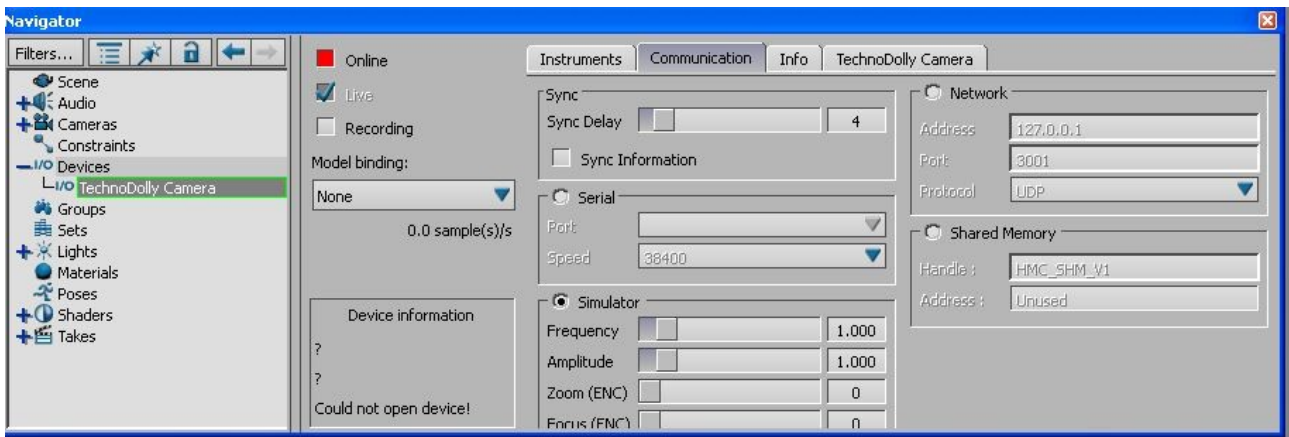 Navigator
Filters...
Scene
Audio
Cameras
Constraints
I/O Devices
I/O TechnoDolly Camera
Groups
Sets
Lights
Materials
Poses
Shaders
Takes
Online
Live
Recording
Model binding:
None
0.0 sample(s)/s
Device information
?
?
Could not open device!
Instruments Communication Info TechnoDolly Camera
Sync
Sync Delay 4
Sync Information
Serial
Port
Speed 38400
Simulator
Frequency 1.000
Amplitude 1.000
Zoom (ENC) 0
Focus (ENC) 0
Network
Address 127.0.0.1
Port 3001
Protocol UDP
Shared Memory
Handle : HMC_SHM_V1
Address : Unused